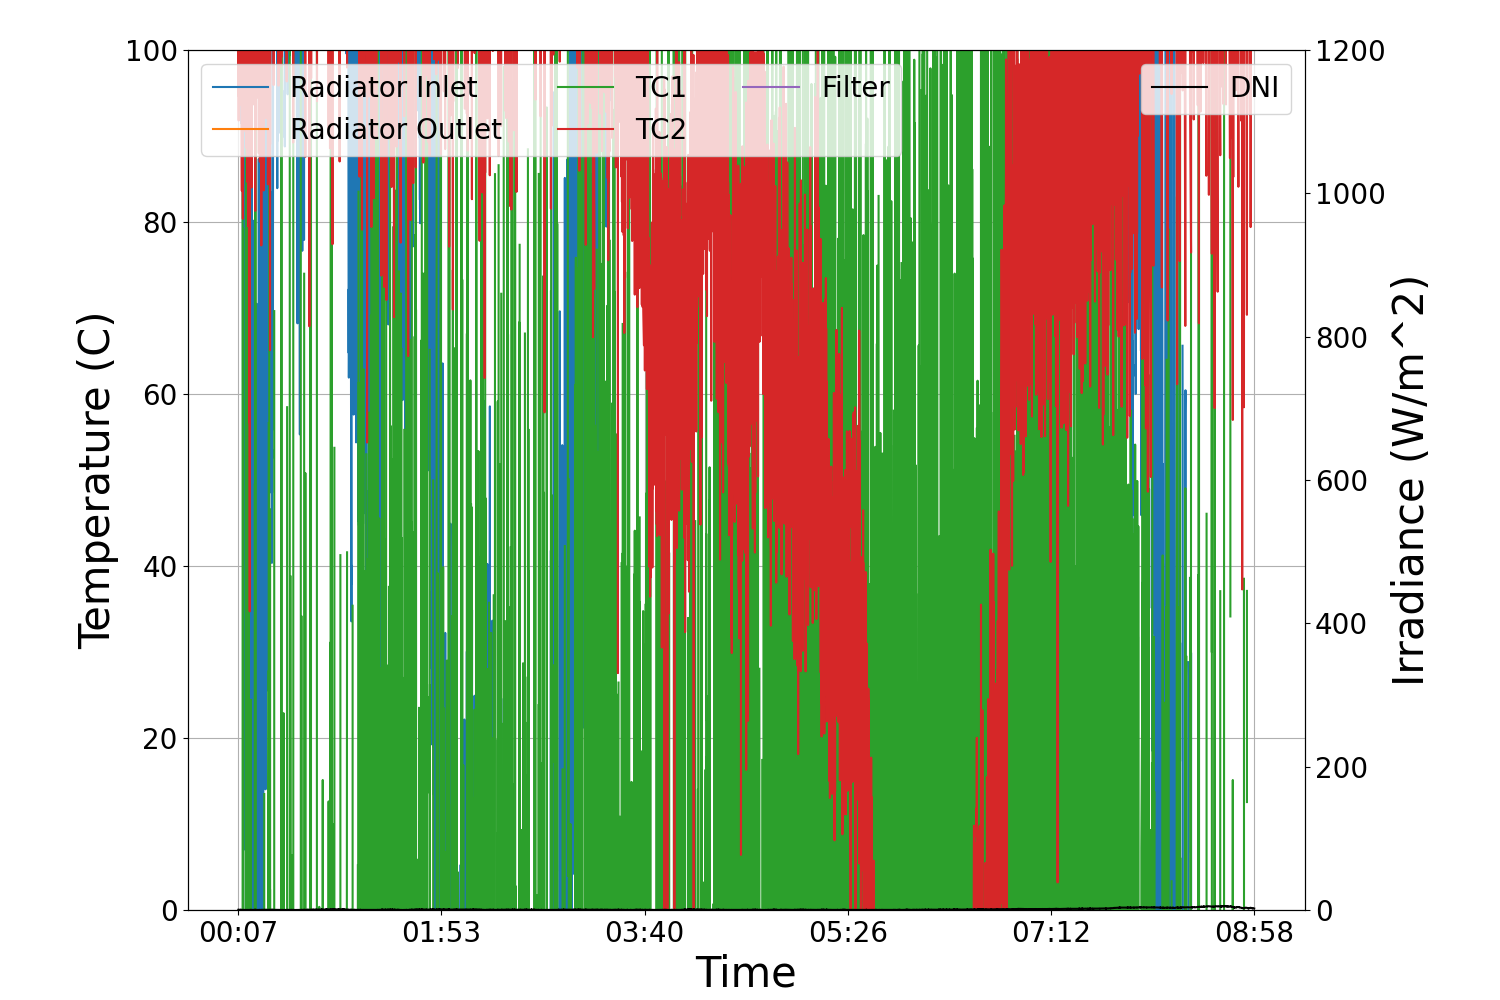 100
80
60
40
20
0
Temperature (C)
Radiator Inlet
Radiator Outlet
TC1
TC2
Filter
DNI
1200
1000
800
600
400
200
0
Irradiance (W/m^2)
00:07 01:53 03:40 05:26 07:12 08:58
Time